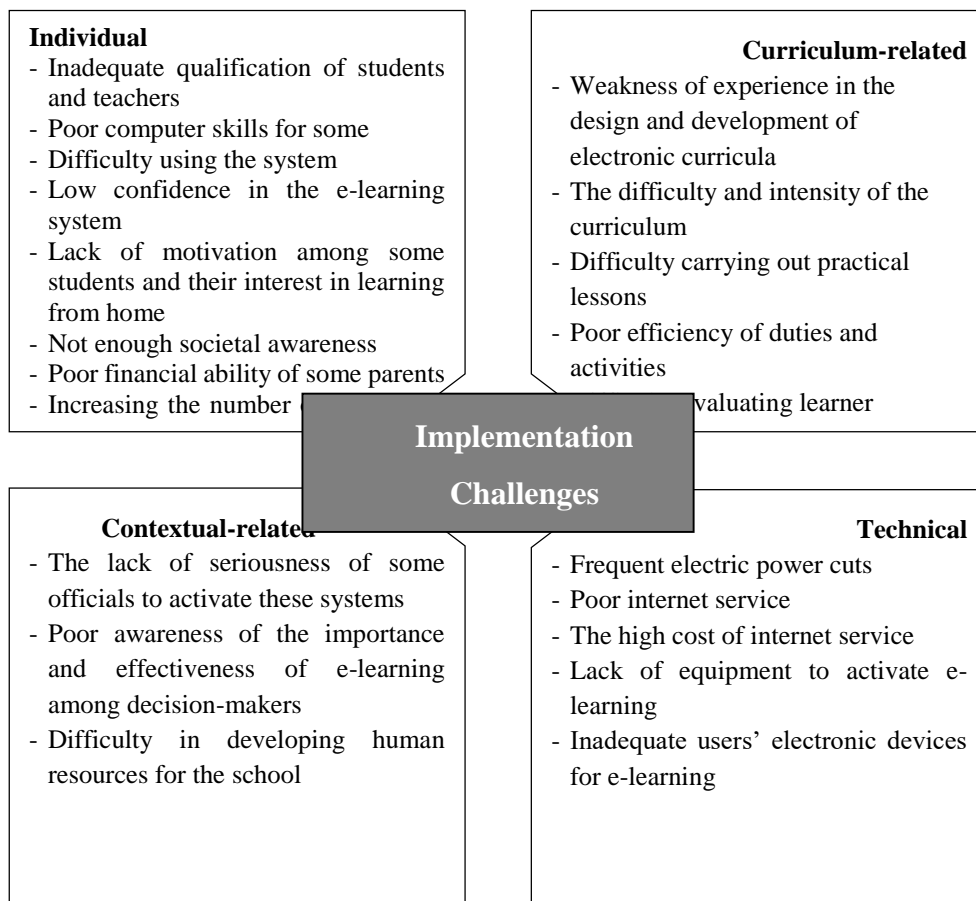 Individual
- Inadequate qualification of students
and teachers
- Poor computer skills for some
- Difficulty using the system
- Low confidence in the e-learning
system
- Lack of motivation among some
students and their interest in learning
from home
- Not enough societal awareness
- Poor financial ability of some parents
- Increasing the number
Curriculum-related
- Weakness of experience in the
design and development of
electronic curricula
- The difficulty and intensity of the
curriculum
- Difficulty carrying out practical
lessons
- Poor efficiency of duties and
activities
learner
Implementation
Challenges
Contextual-related
- The lack of seriousness of some
officials to activate these systems
- Poor awareness of the importance
and effectiveness of e-learning
among decision-makers
- Difficulty in developing human
resources for the school
Technical
- Frequent electric power cuts
- Poor internet service
- The high cost of internet service
- Lack of equipment to activate e-
learning
- Inadequate users’ electronic devices
for e-learning